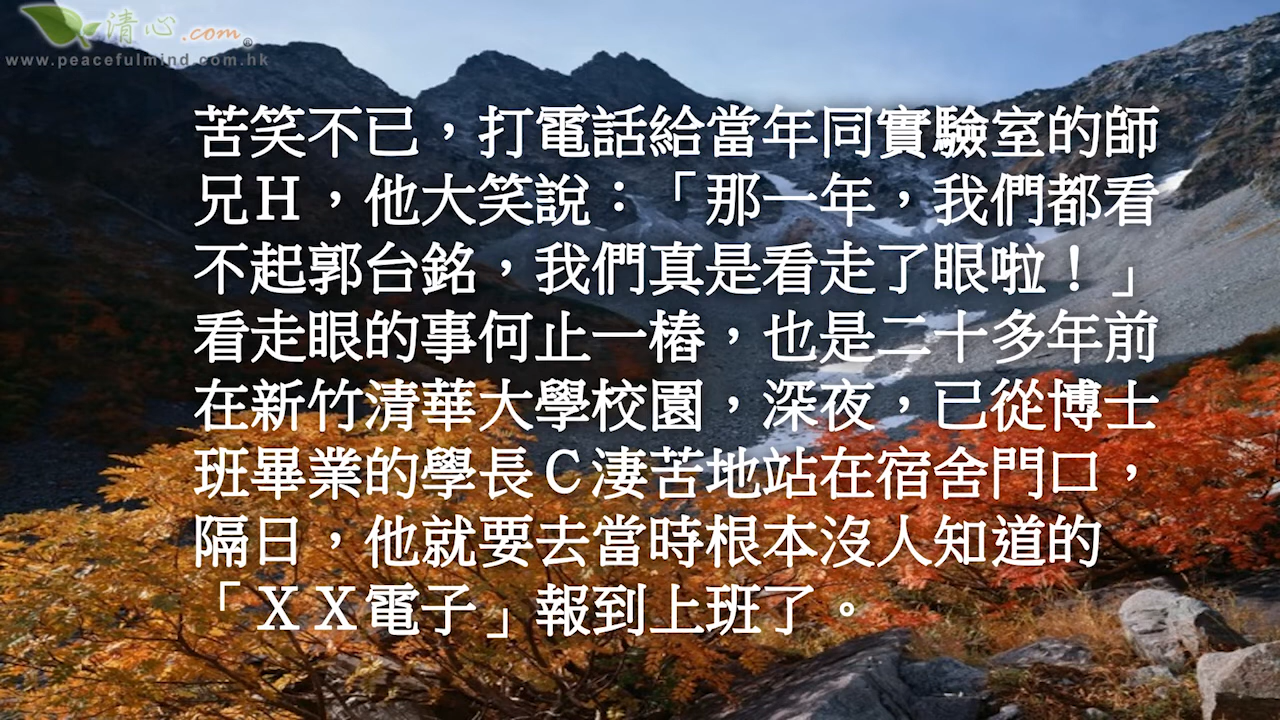 清心.com®
www.peacefulmind.com.hk
苦笑不已，打電話給當年同實驗室的師
兄Ｈ，他大笑說：「那一年，我們都看
不起郭台銘，我們真是看走了眼啦！」
看走眼的事何止一樁，也是二十多年前
在新竹清華大學校園，深夜，已從博士
班畢業的學長Ｃ淒苦地站在宿舍門口，
隔日，他就要去當時根本沒人知道的
「ＸＸ電子」報到上班了。